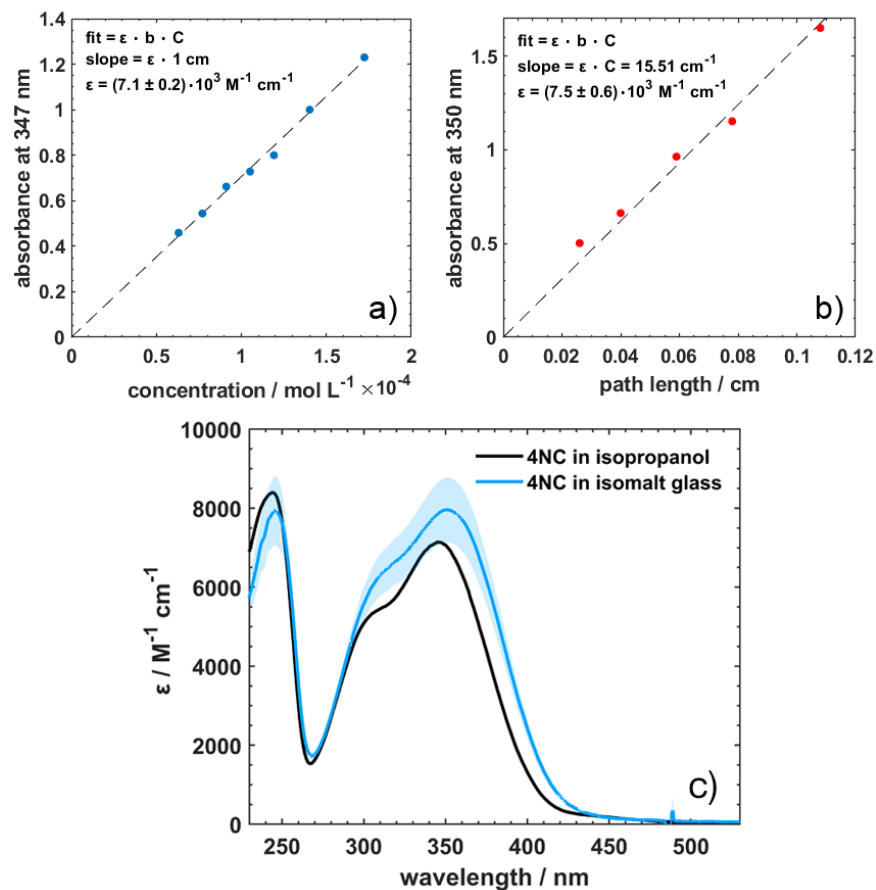 fit = ε · b · C
slope = ε · 1 cm
ε = (7.1 ± 0.2)·10³ M⁻¹ cm⁻¹
a)
absorbance at 347 nm
0
0.2
0.4
0.6
0.8
1
1.2
1.4
0
0.5
1
1.5
2
concentration / mol L⁻¹ ×10⁻⁴
fit = ε · b · C
slope = ε · C = 15.51 cm⁻¹
ε = (7.5 ± 0.6)·10³ M⁻¹ cm⁻¹
b)
absorbance at 350 nm
0
0.5
1
1.5
0
0.02
0.04
0.06
0.08
0.1
0.12
path length / cm
4NC in isopropanol
4NC in isomalt glass
c)
ε / M⁻¹ cm⁻¹
0
2000
4000
6000
8000
10000
250
300
350
400
450
500
wavelength / nm